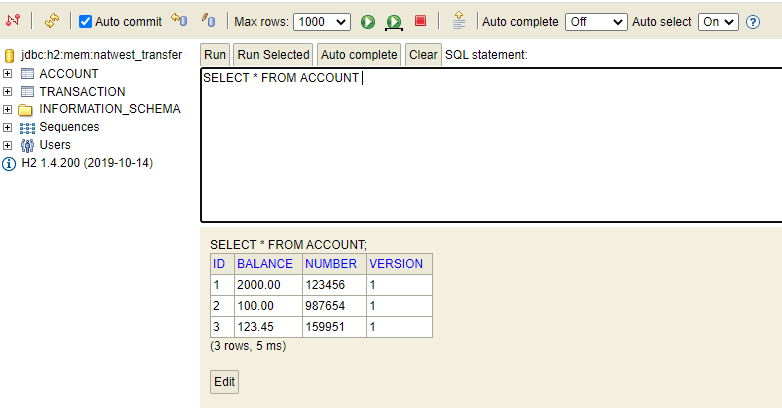 Auto commit Max rows: 1000 Auto complete Off Auto select On ?
jdbc:h2:mem:natwest_transfer
ACCOUNT
TRANSACTION
INFORMATION_SCHEMA
Sequences
Users
H2 1.4.200 (2019-10-14)
Run Run Selected Auto complete Clear SQL statement:
SELECT * FROM ACCOUNT
SELECT * FROM ACCOUNT;
ID BALANCE NUMBER VERSION
1 2000.00 123456 1
2 100.00 987654 1
3 123.45 159951 1
(3 rows, 5 ms)
Edit